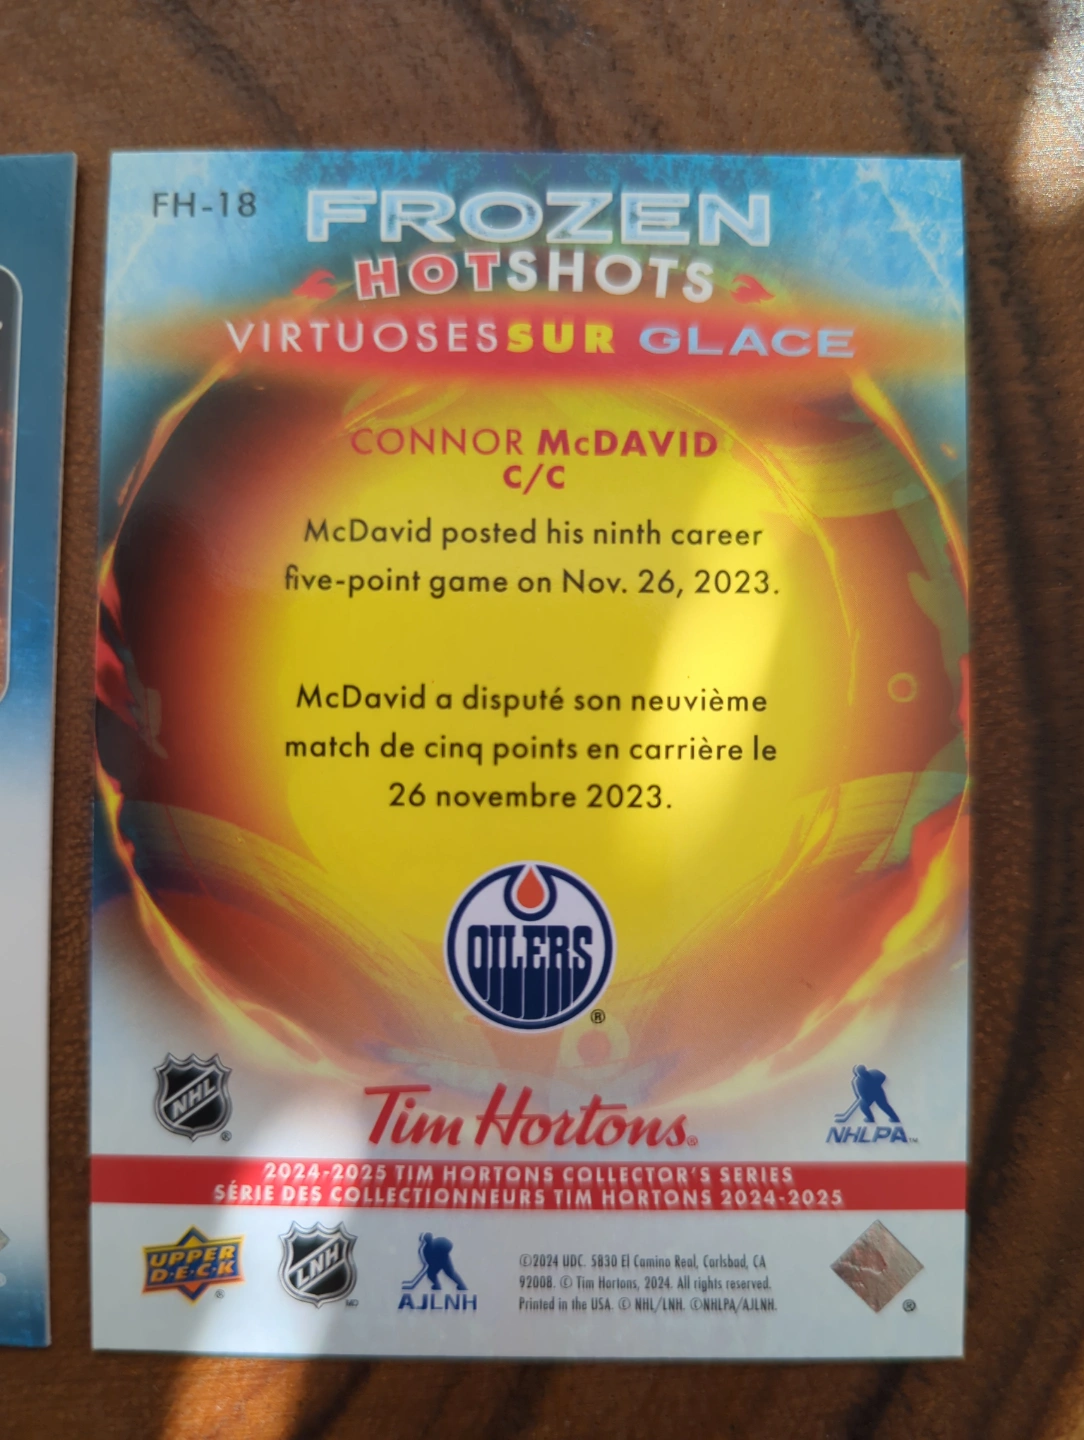 FH-18
FROZEN
HOTSHOTS
VIRTUOSES SUR GLACE
CONNOR McDAVID
C/C
McDavid posted his ninth career
five-point game on Nov. 26, 2023.
McDavid a disputé son neuvième
match de cinq points en carrière le
26 novembre 2023.
OILERS
®
NHL
®
Tim Hortons®
NHLPA™
2024-2025 TIM HORTONS COLLECTOR'S SERIES
SÉRIE DES COLLECTIONNEURS TIM HORTONS 2024-2025
UPPER
D·E·C·K
®
LNH
MD
AJLNH
©2024 UDC. 5830 El Camino Real, Carlsbad, CA
92008. © Tim Hortons, 2024. All rights reserved.
Printed in the USA. © NHL/LNH. ©NHLPA/AJLNH.
®